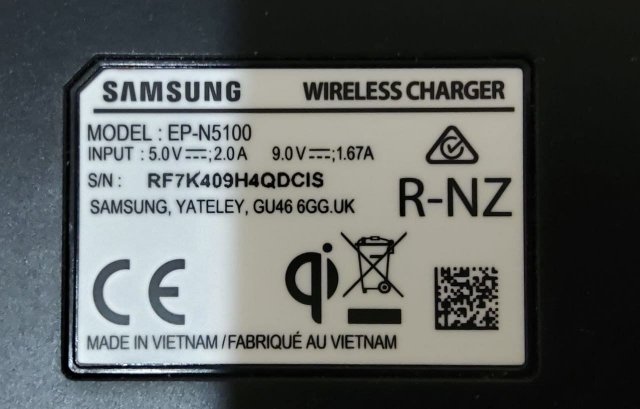 SAMSUNG WIRELESS CHARGER
MODEL : EP-N5100
INPUT : 5.0V⎓;2.0A 9.0V⎓;1.67A
S/N : RF7K409H4QDCIS
SAMSUNG, YATELEY, GU46 6GG.UK
R-NZ
CE qi
MADE IN VIETNAM / FABRIQUÉ AU VIETNAM